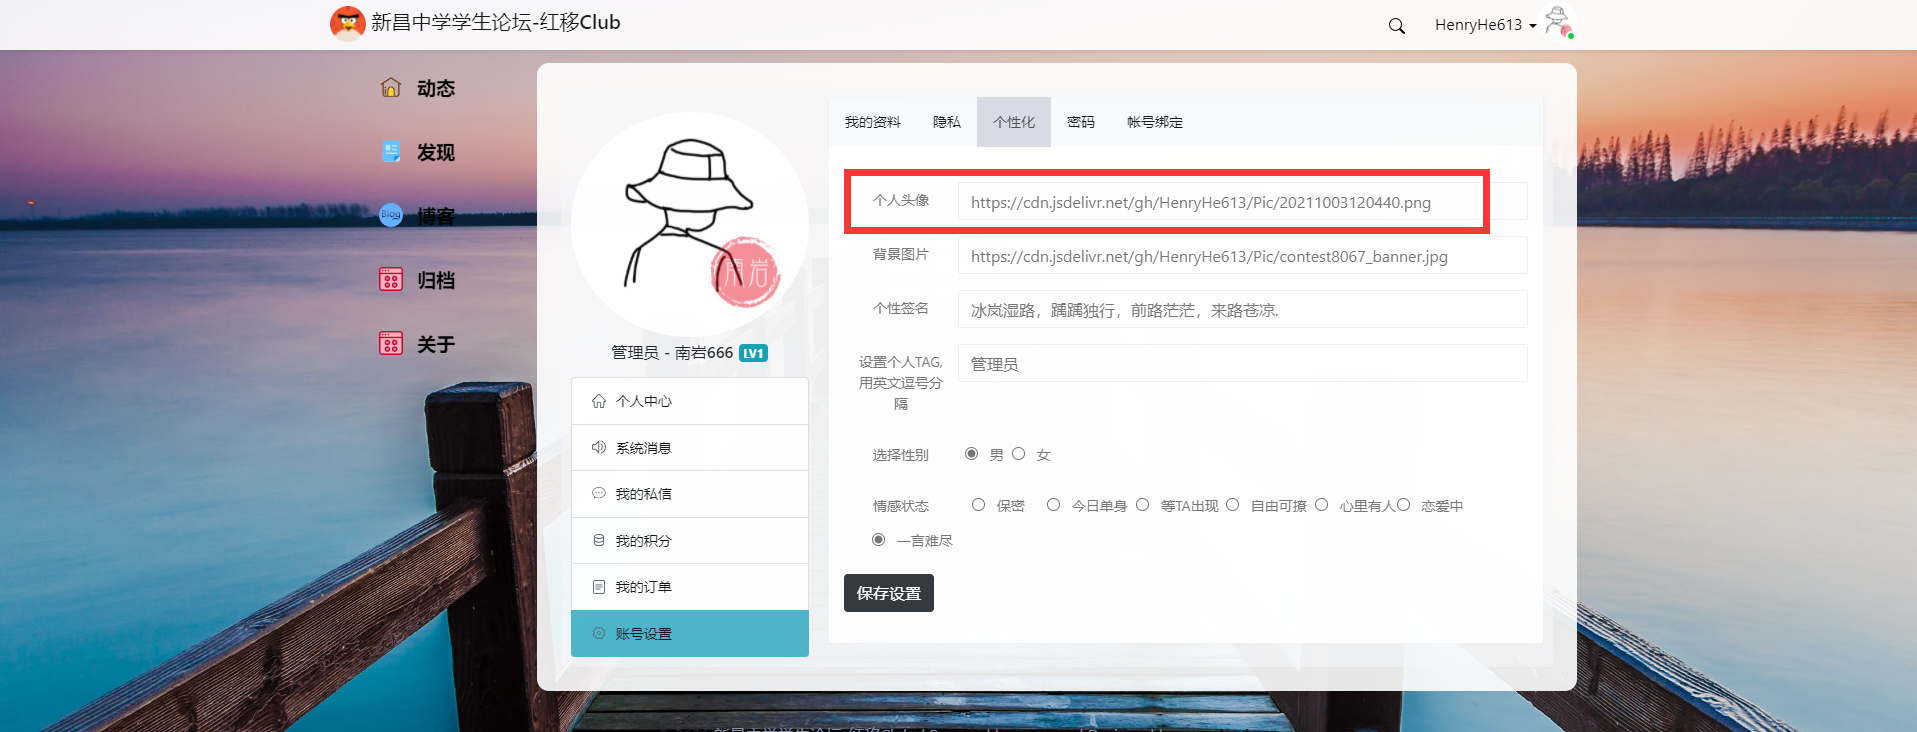 新昌中学学生论坛-红移Club
HenryHe613
动态
发现
Blog 博客
归档
关于
南岩
管理员 - 南岩666 LV1
个人中心
系统消息
我的私信
我的积分
我的订单
账号设置
我的资料 隐私 个性化 密码 帐号绑定
个人头像 https://cdn.jsdelivr.net/gh/HenryHe613/Pic/20211003120440.png
背景图片 https://cdn.jsdelivr.net/gh/HenryHe613/Pic/contest8067_banner.jpg
个性签名 冰岚湿路，踽踽独行，前路茫茫，来路苍凉.
设置个人TAG, 管理员
用英文逗号分
隔
选择性别 男 女
情感状态 保密 今日单身 等TA出现 自由可撩 心里有人 恋爱中
一言难尽
保存设置